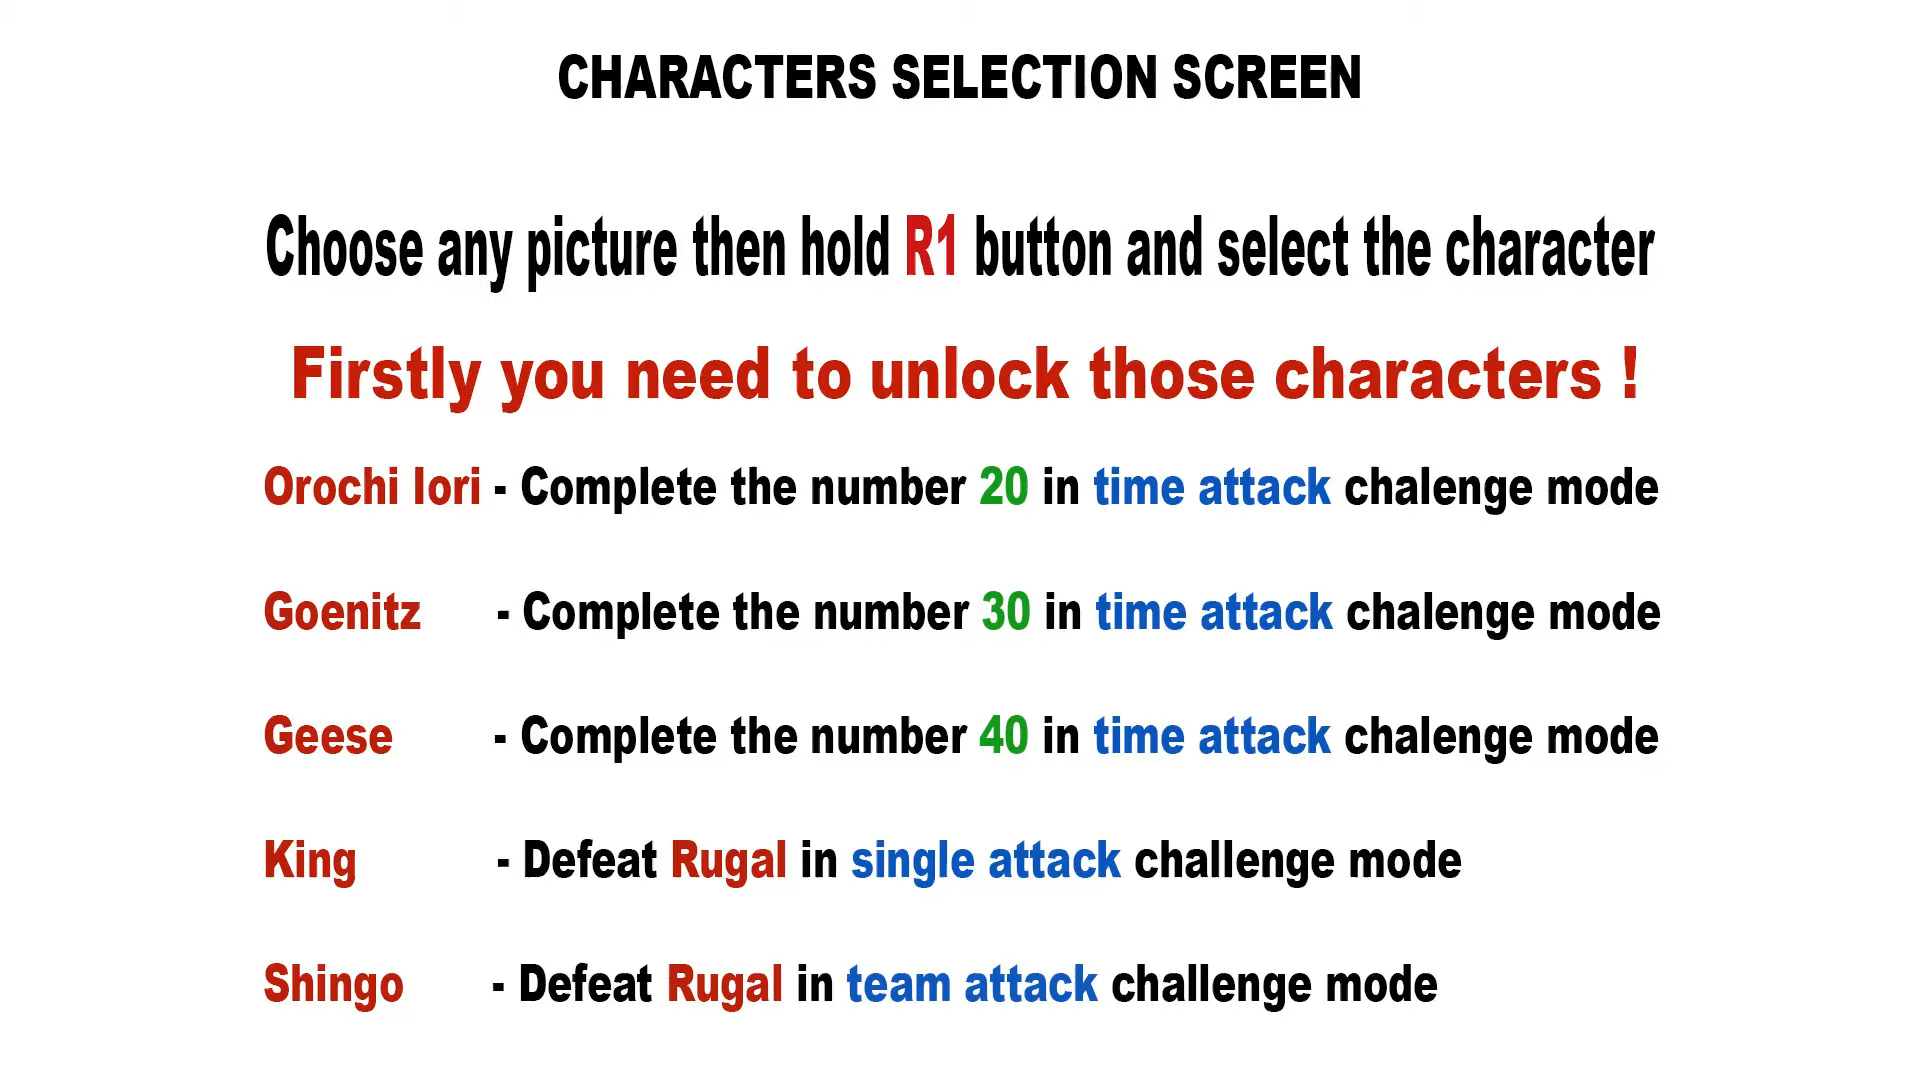 CHARACTERS SELECTION SCREEN
Choose any picture then hold R1 button and select the character
Firstly you need to unlock those characters !
Orochi Iori - Complete the number 20 in time attack chalenge mode
Goenitz - Complete the number 30 in time attack chalenge mode
Geese - Complete the number 40 in time attack chalenge mode
King - Defeat Rugal in single attack challenge mode
Shingo - Defeat Rugal in team attack challenge mode